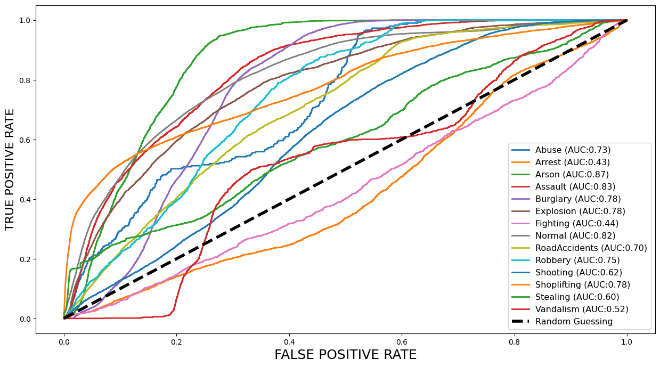 1.0
0.8
0.6
0.4
0.2
0.0
TRUE POSITIVE RATE
0.0 0.2 0.4 0.6 0.8 1.0
FALSE POSITIVE RATE
Abuse (AUC:0.73)
Arrest (AUC:0.43)
Arson (AUC:0.87)
Assault (AUC:0.83)
Burglary (AUC:0.78)
Explosion (AUC:0.78)
Fighting (AUC:0.44)
Normal (AUC:0.82)
RoadAccidents (AUC:0.70)
Robbery (AUC:0.75)
Shooting (AUC:0.62)
Shoplifting (AUC:0.78)
Stealing (AUC:0.60)
Vandalism (AUC:0.52)
Random Guessing